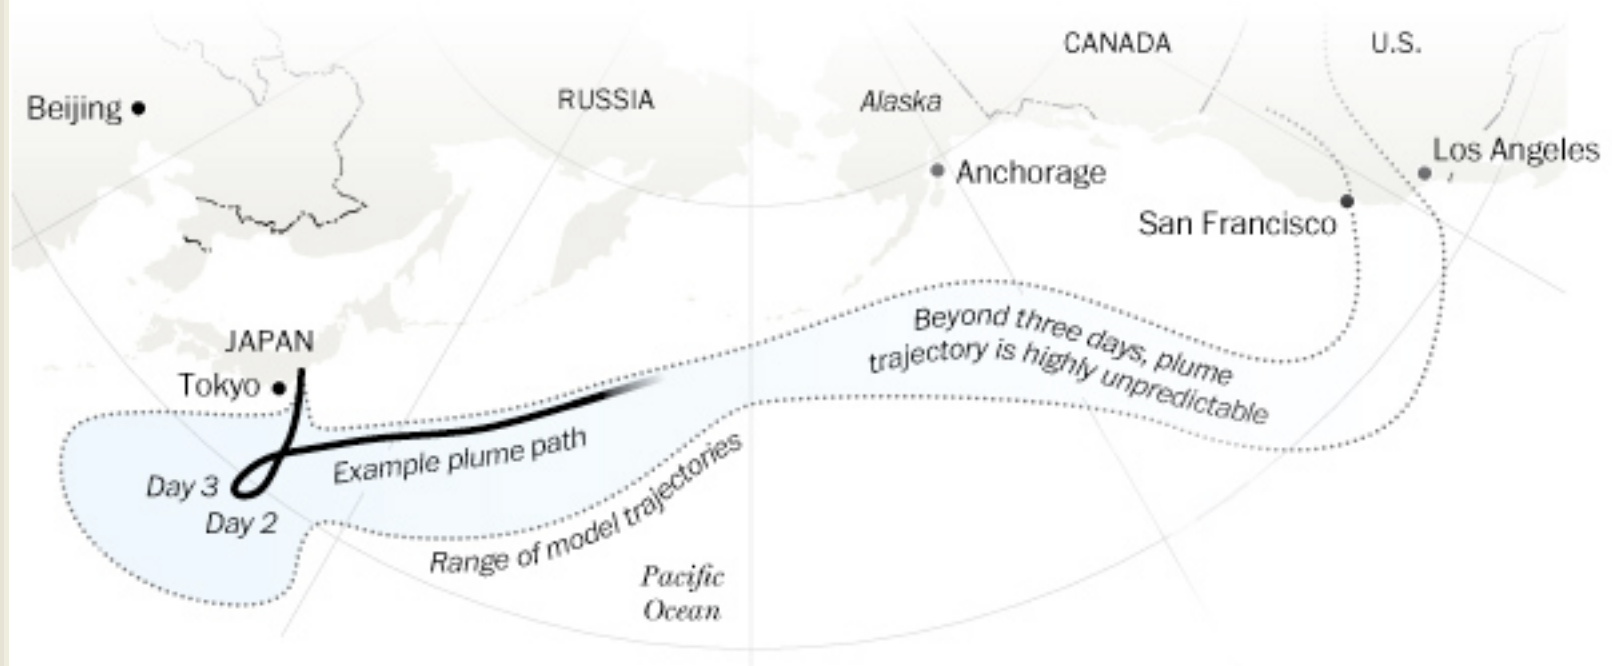 CANADA
U.S.
Beijing
RUSSIA
Alaska
Los Angeles
Anchorage
San Francisco
JAPAN
Tokyo
Beyond three days, plume
trajectory is highly unpredictable
Example plume path
Day 3
Day 2
Range of model trajectories
Pacific
Ocean